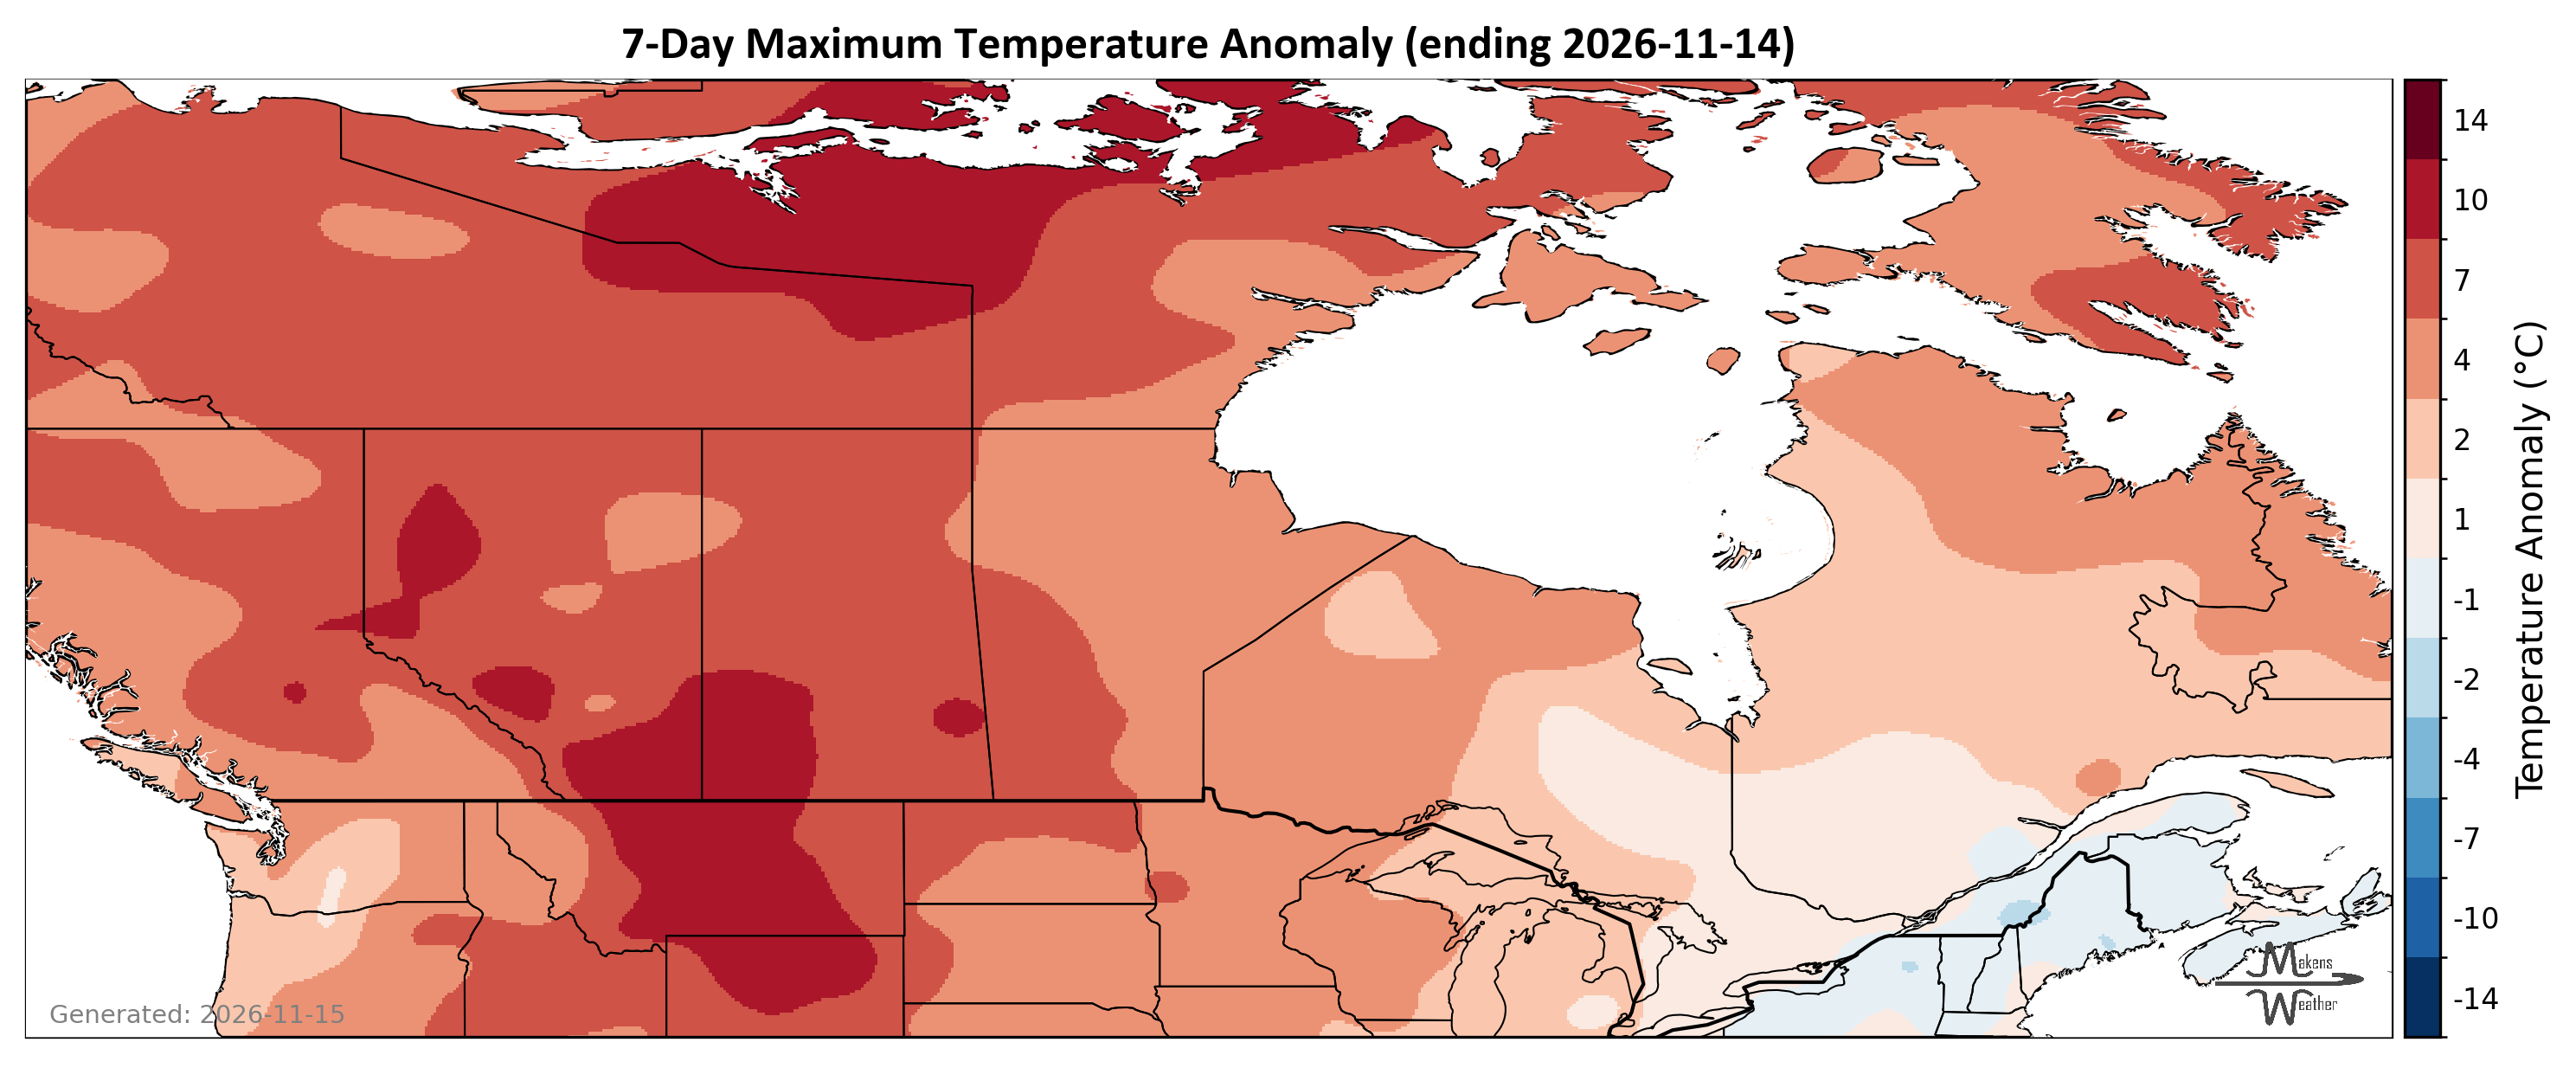 7-Day Maximum Temperature Anomaly (ending 2026-11-14)
14
10
7
4
2
1
-1
-2
-4
-7
-10
-14
Temperature Anomaly (°C)
Generated: 2026-11-15
Makens
Weather